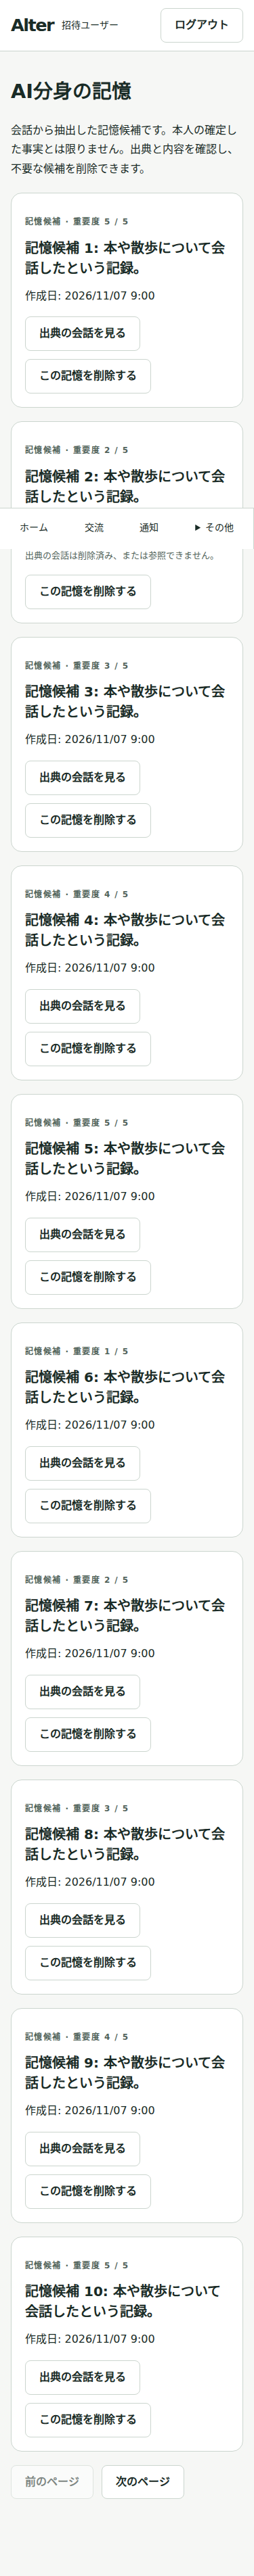 Alter 招待ユーザー ログアウト
AI分身の記憶
会話から抽出した記憶候補です。本人の確定し
た事実とは限りません。出典と内容を確認し、
不要な候補を削除できます。
記憶候補・重要度 5 / 5
記憶候補 1: 本や散歩について会
話したという記録。
作成日: 2026/11/07 9:00
出典の会話を見る
この記憶を削除する
記憶候補・重要度 2 / 5
記憶候補 2: 本や散歩について会
話したという記録。
ホーム 交流 通知 ▶ その他
出典の会話は削除済み、または参照できません。
この記憶を削除する
記憶候補・重要度 3 / 5
記憶候補 3: 本や散歩について会
話したという記録。
作成日: 2026/11/07 9:00
出典の会話を見る
この記憶を削除する
記憶候補・重要度 4 / 5
記憶候補 4: 本や散歩について会
話したという記録。
作成日: 2026/11/07 9:00
出典の会話を見る
この記憶を削除する
記憶候補・重要度 5 / 5
記憶候補 5: 本や散歩について会
話したという記録。
作成日: 2026/11/07 9:00
出典の会話を見る
この記憶を削除する
記憶候補・重要度 1 / 5
記憶候補 6: 本や散歩について会
話したという記録。
作成日: 2026/11/07 9:00
出典の会話を見る
この記憶を削除する
記憶候補・重要度 2 / 5
記憶候補 7: 本や散歩について会
話したという記録。
作成日: 2026/11/07 9:00
出典の会話を見る
この記憶を削除する
記憶候補・重要度 3 / 5
記憶候補 8: 本や散歩について会
話したという記録。
作成日: 2026/11/07 9:00
出典の会話を見る
この記憶を削除する
記憶候補・重要度 4 / 5
記憶候補 9: 本や散歩について会
話したという記録。
作成日: 2026/11/07 9:00
出典の会話を見る
この記憶を削除する
記憶候補・重要度 5 / 5
記憶候補 10: 本や散歩について
会話したという記録。
作成日: 2026/11/07 9:00
出典の会話を見る
この記憶を削除する
前のページ 次のページ